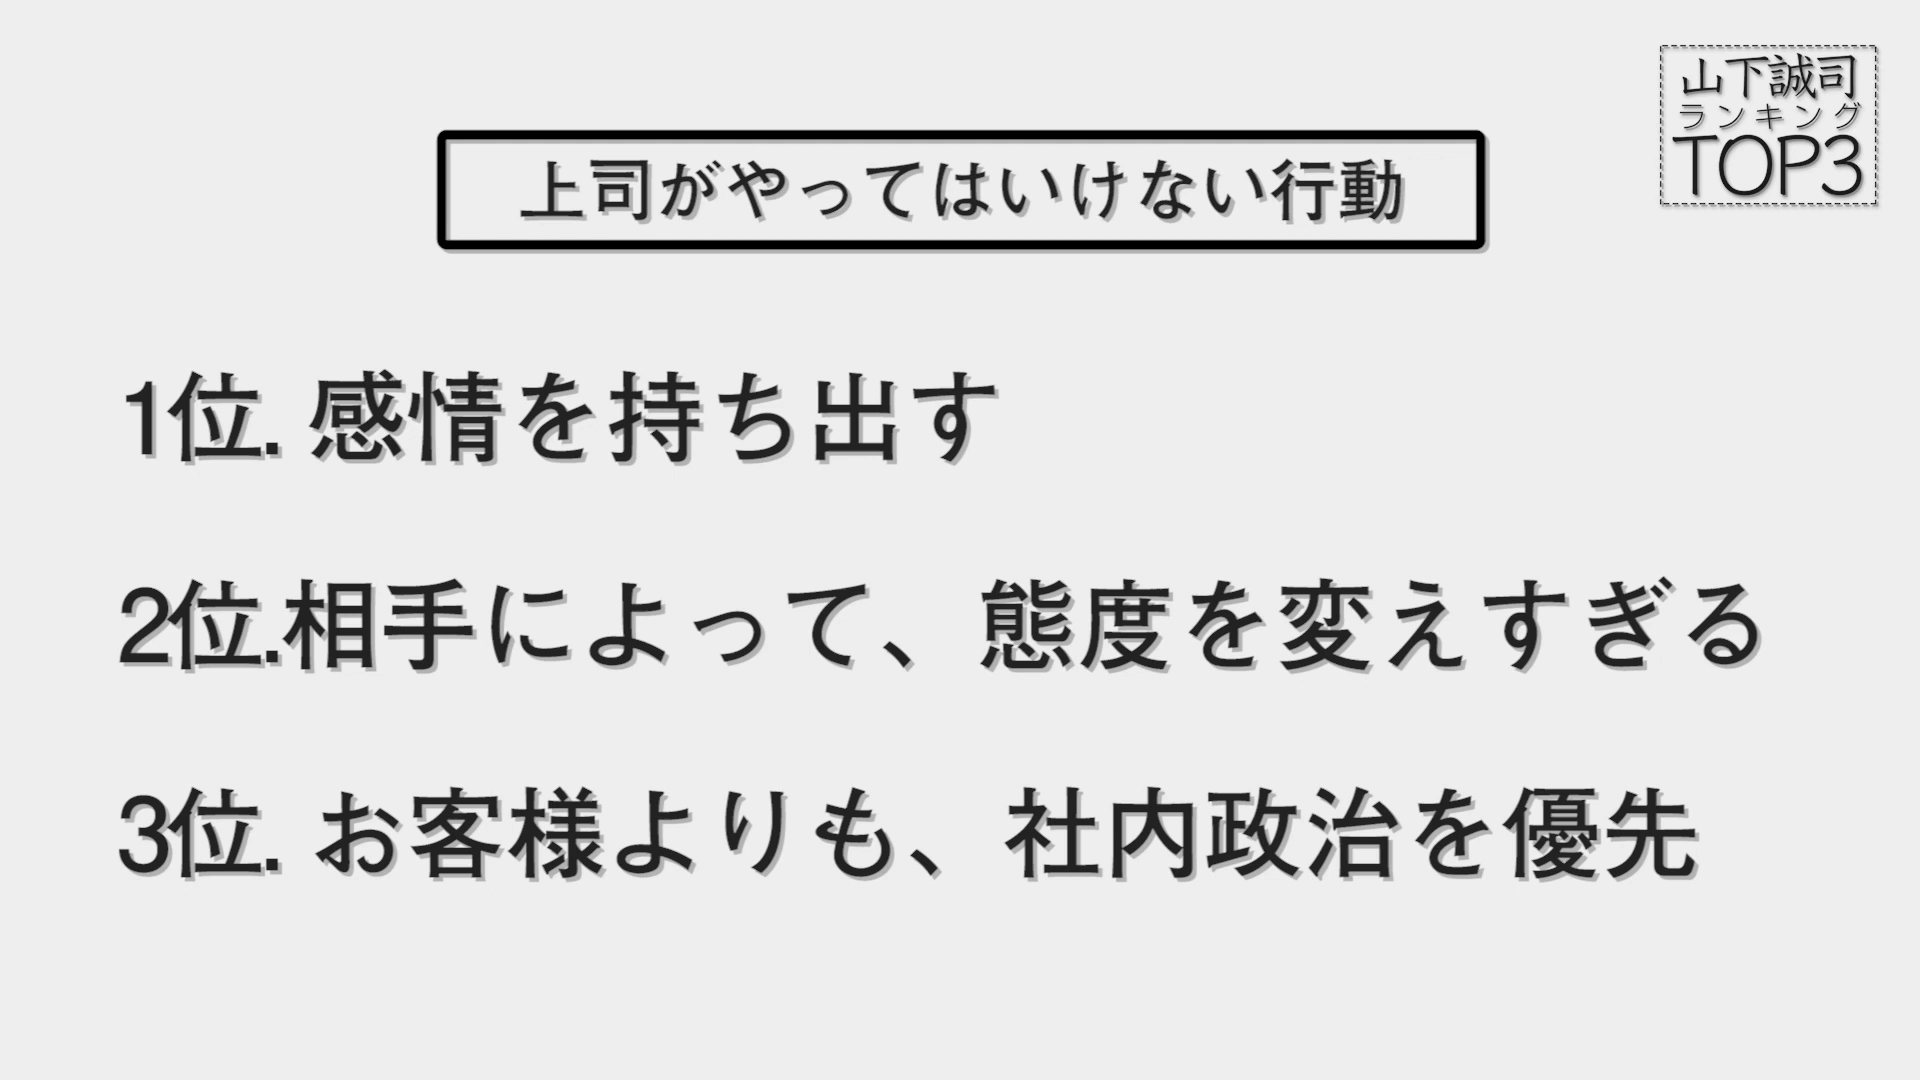 山下誠司
ランキング
TOP3
上司がやってはいけない行動
1位. 感情を持ち出す
2位.相手によって、態度を変えすぎる
3位. お客様よりも、社内政治を優先